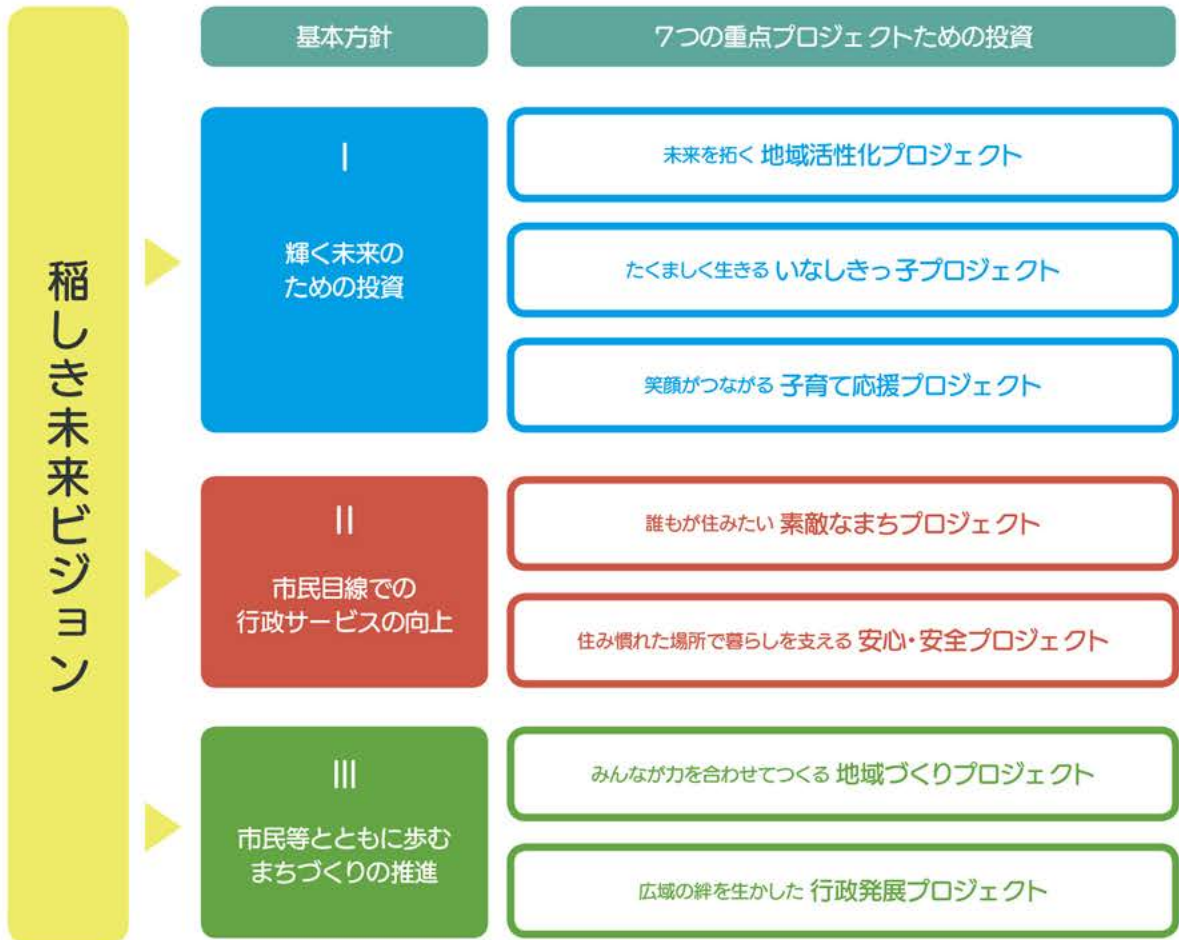 稲しき未来ビジョン
基本方針
7つの重点プロジェクトための投資
I
輝く未来の
ための投資
未来を拓く 地域活性化プロジェクト
たくましく生きる いなしきっ子プロジェクト
笑顔がつながる 子育て応援プロジェクト
II
市民目線での
行政サービスの向上
誰もが住みたい 素敵なまちプロジェクト
住み慣れた場所で暮らしを支える 安心・安全プロジェクト
III
市民等とともに歩む
まちづくりの推進
みんなが力を合わせてつくる 地域づくりプロジェクト
広域の絆を生かした 行政発展プロジェクト